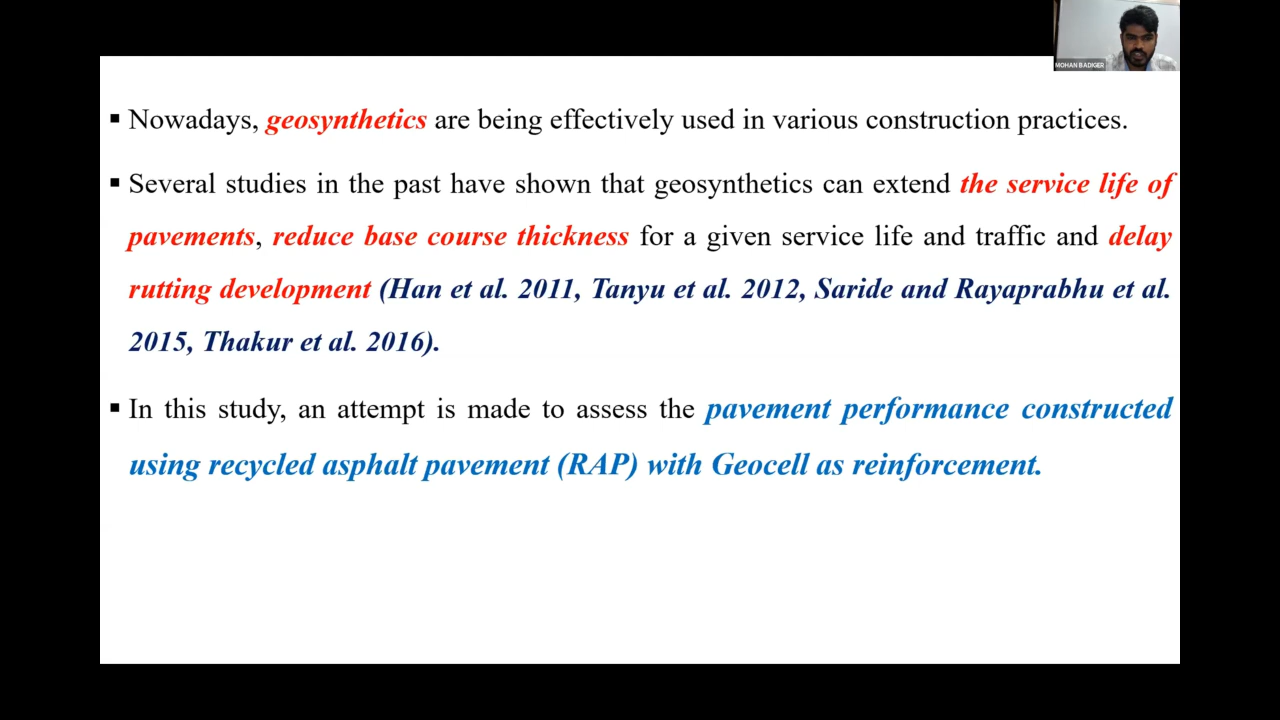 MOHAN BADIGER
▪ Nowadays, geosynthetics are being effectively used in various construction practices.
▪ Several studies in the past have shown that geosynthetics can extend the service life of
pavements, reduce base course thickness for a given service life and traffic and delay
rutting development (Han et al. 2011, Tanyu et al. 2012, Saride and Rayaprabhu et al.
2015, Thakur et al. 2016).
▪ In this study, an attempt is made to assess the pavement performance constructed
using recycled asphalt pavement (RAP) with Geocell as reinforcement.